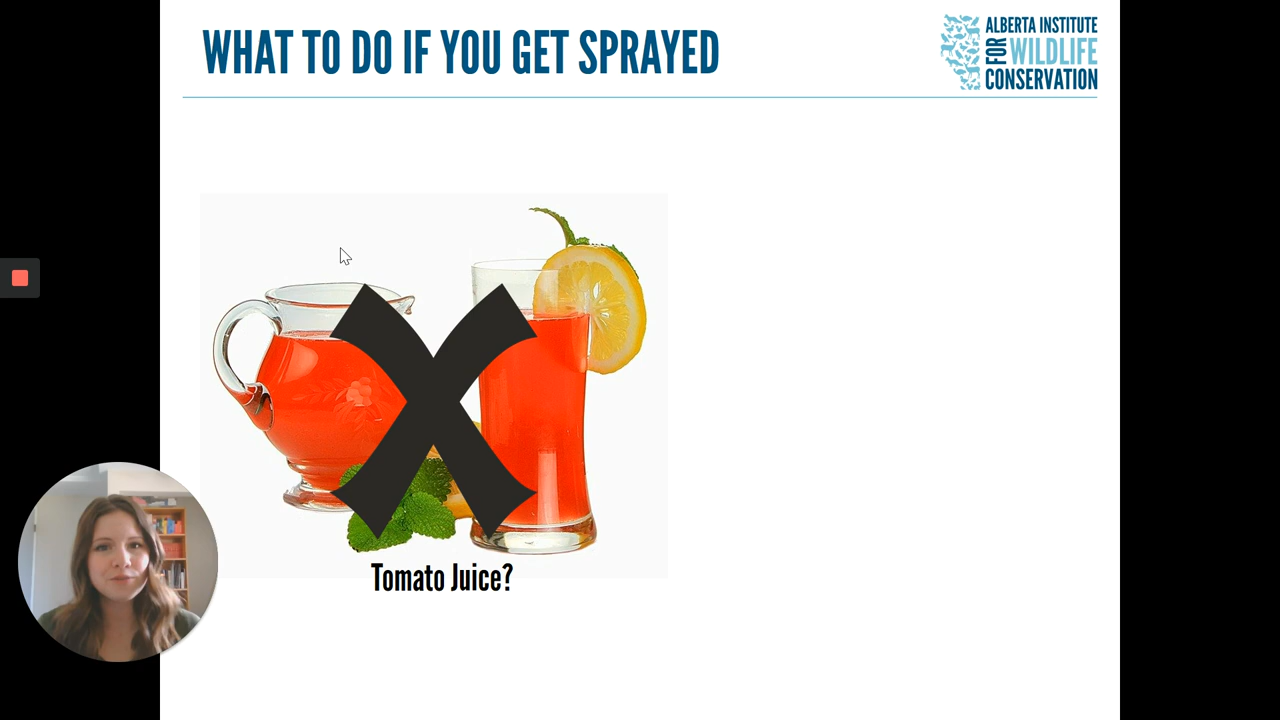 WHAT TO DO IF YOU GET SPRAYED
ALBERTA INSTITUTE
FOR WILDLIFE
CONSERVATION
Tomato Juice?